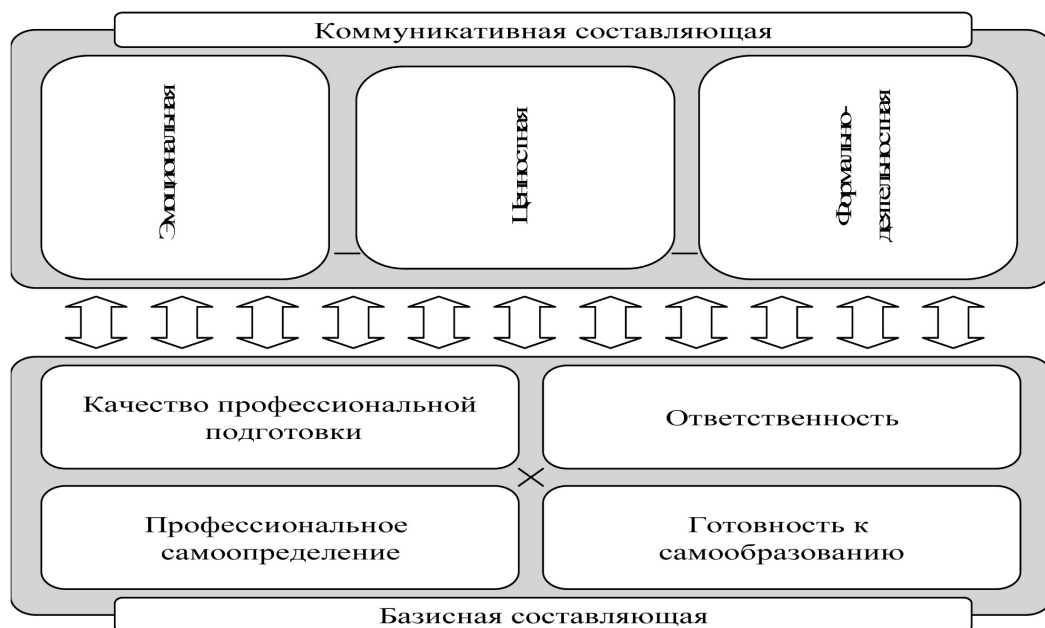 Коммуникативная составляющая
Эмоциональная
Ценностная
Формально-
деятельностная
Качество профессиональной
подготовки
Ответственность
Профессиональное
самоопределение
Готовность к
самообразованию
Базисная составляющая